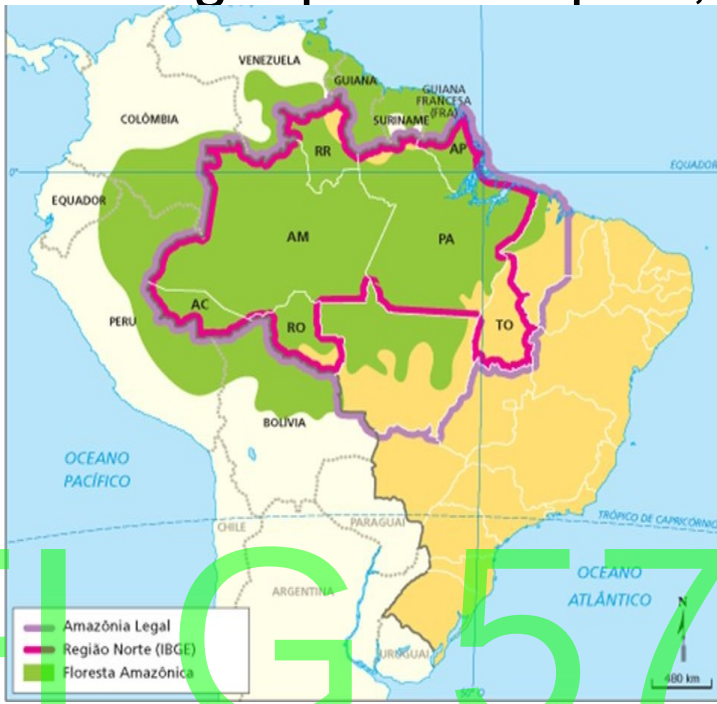 VENEZUELA
GUIANA
GUIANA
FRANCESA
(FRA)
SURINAME
COLÔMBIA
RR
AP
EQUADOR
0°
EQUADOR
AM
PA
AC
PERU
RO
TO
BOLÍVIA
OCEANO
PACÍFICO
TRÓPICO DE CAPRICÓRNIO
CHILE
PARAGUAI
ARGENTINA
OCEANO
ATLÂNTICO
N
Amazônia Legal
Região Norte (IBGE)
Floresta Amazônica
URUGUAI
480 km
50° O
G 57